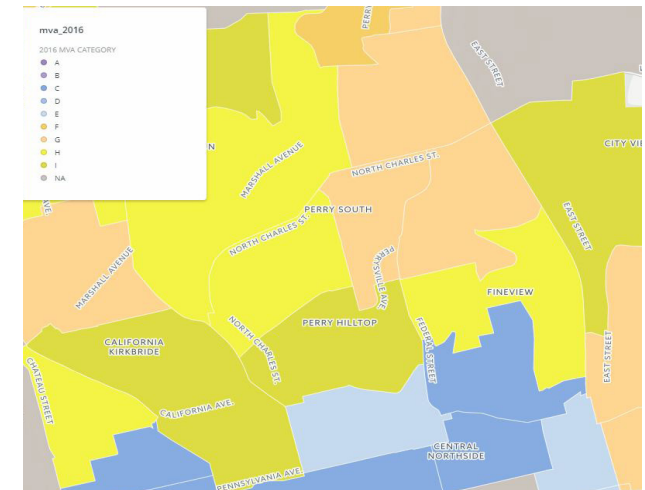 mva_2016
2016 MVA CATEGORY
A
B
C
D
E
F
G
H
I
NA
PERRY
EAST STREET
CITY VI
N
MARSHALL AVENUE
NORTH CHARLES ST.
AVE.
PERRY SOUTH
NORTH CHARLES ST.
EAST STREET
MARSHALL AVENUE
PERRYSVILLE AVE.
FINEVIEW
PERRY HILLTOP
FEDERAL STREET
NORTH CHARLES ST.
CALIFORNIA
KIRKBRIDE
EAST STREET
CHATEAU STREET
CALIFORNIA AVE.
CENTRAL
NORTHSIDE
PENNSYLVANIA AVE.